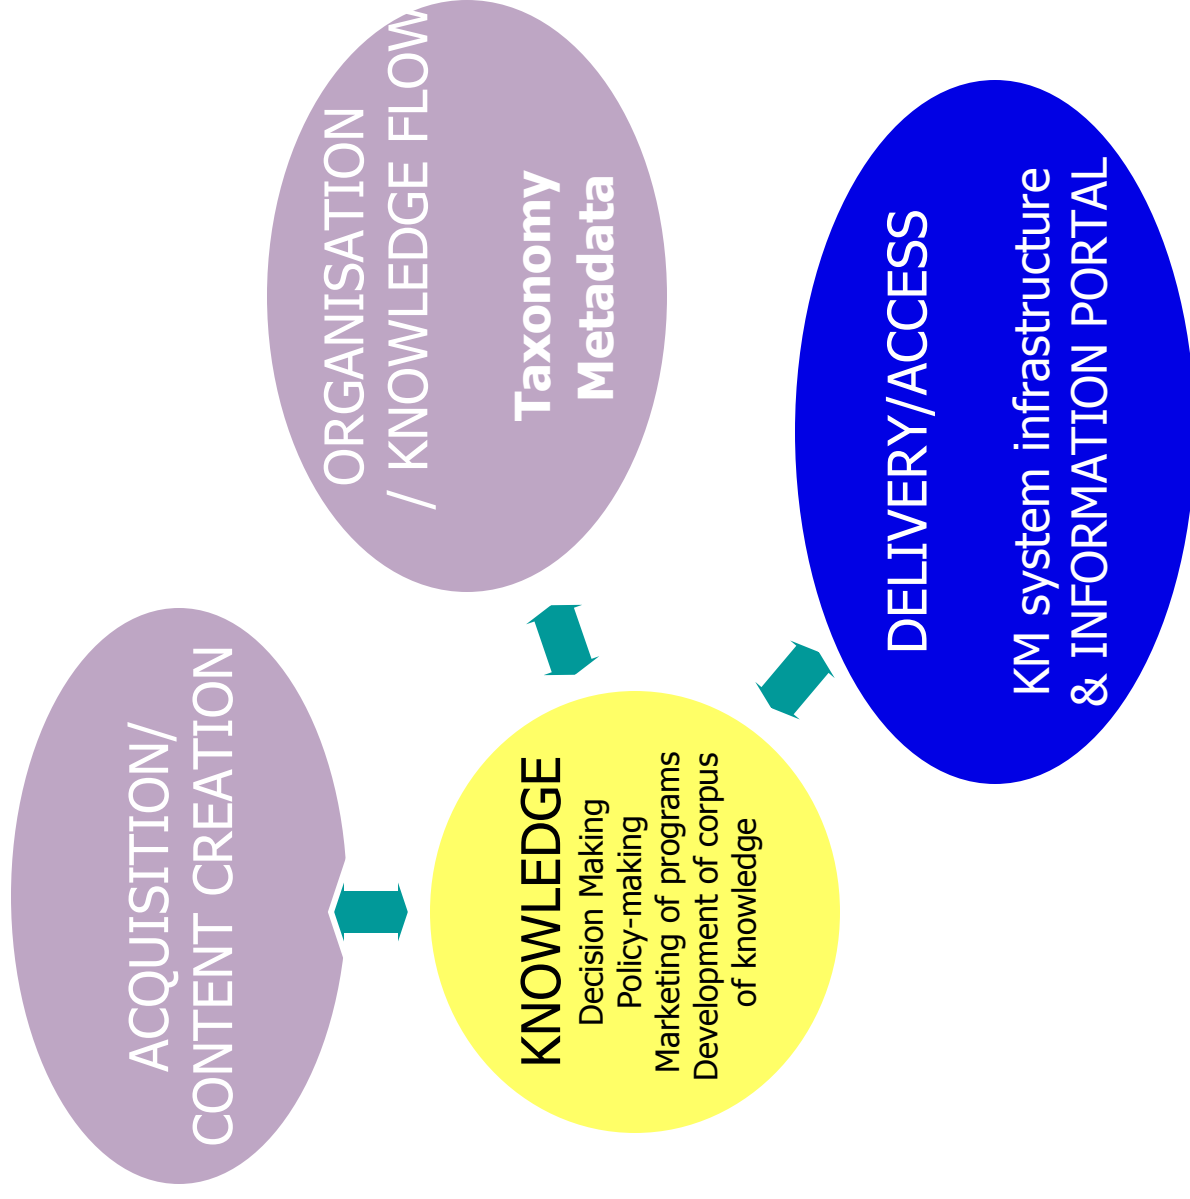 ACQUISITION/
CONTENT CREATION
ORGANISATION
/ KNOWLEDGE FLOW
Taxonomy
Metadata
KNOWLEDGE
Decision Making
Policy-making
Marketing of programs
Development of corpus
of knowledge
DELIVERY/ACCESS
KM system infrastructure
& INFORMATION PORTAL